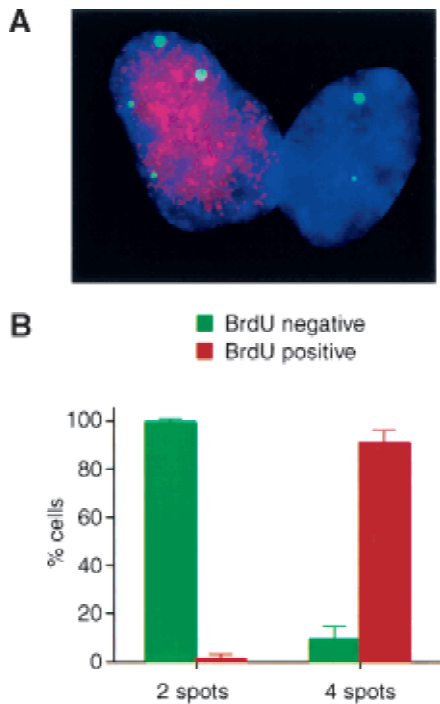 A
B
BrdU negative
BrdU positive
% cells
100
80
60
40
20
0
2 spots
4 spots